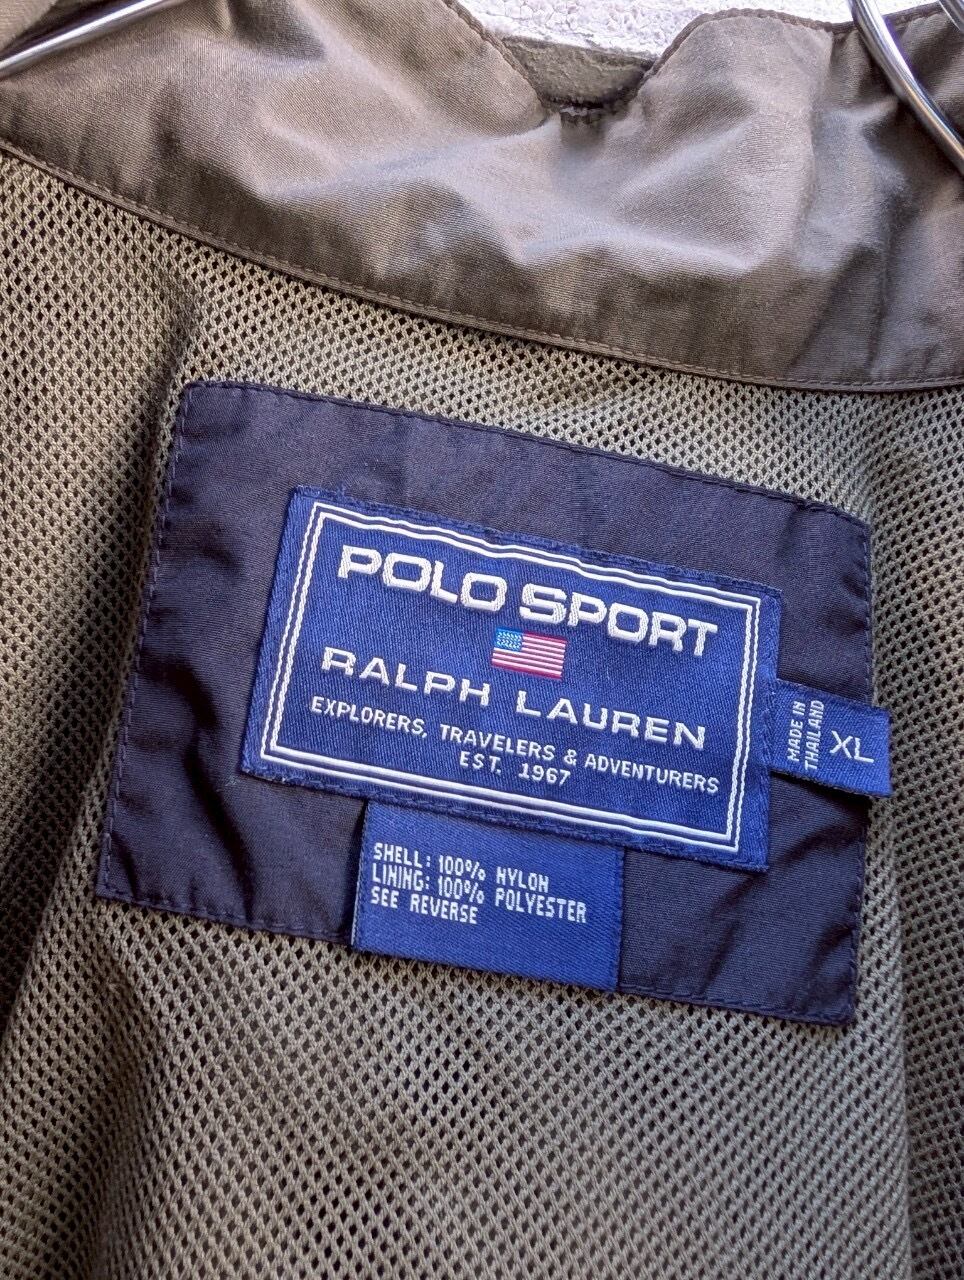 POLO SPORT
RALPH LAUREN
EXPLORERS, TRAVELERS & ADVENTURERS
EST. 1967
MADE IN
THAILAND
XL
SHELL: 100% NYLON
LINING: 100% POLYESTER
SEE REVERSE